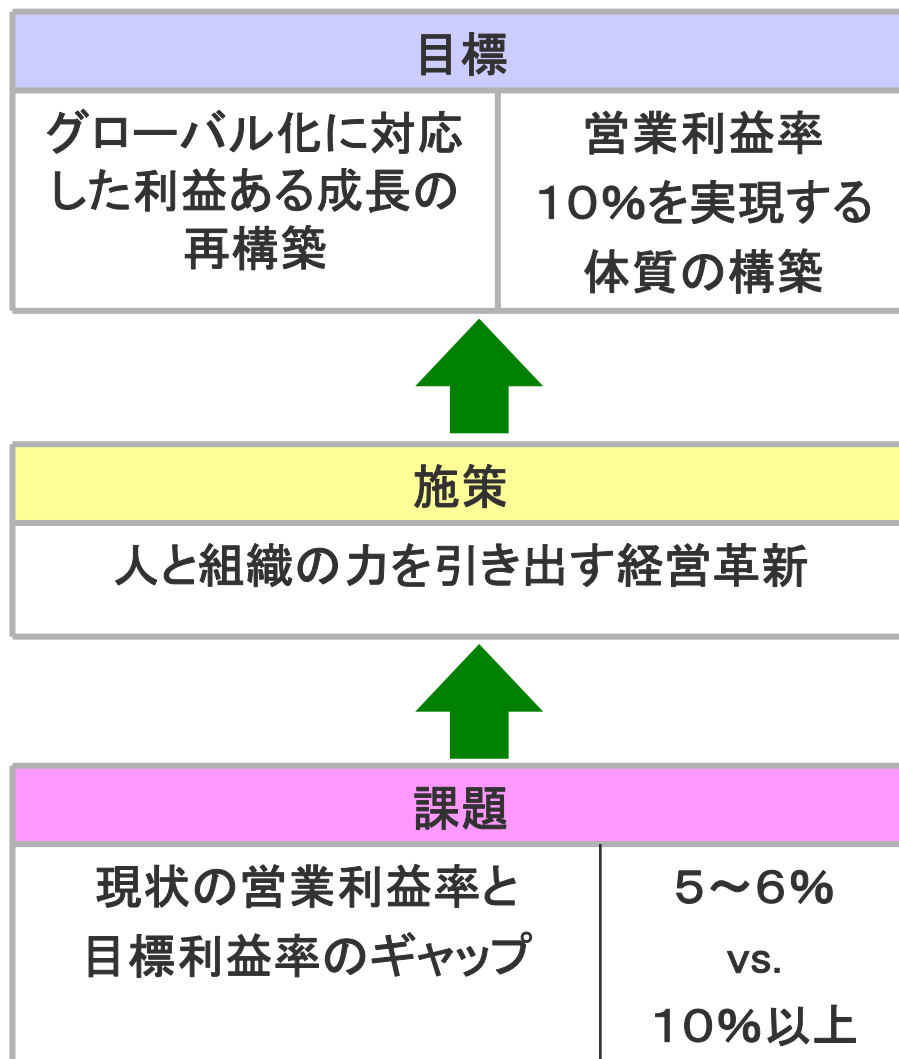 目標
グローバル化に対応
した利益ある成長の
再構築
営業利益率
10%を実現する
体質の構築
施策
人と組織の力を引き出す経営革新
課題
現状の営業利益率と
目標利益率のギャップ
5～6%
vs.
10%以上